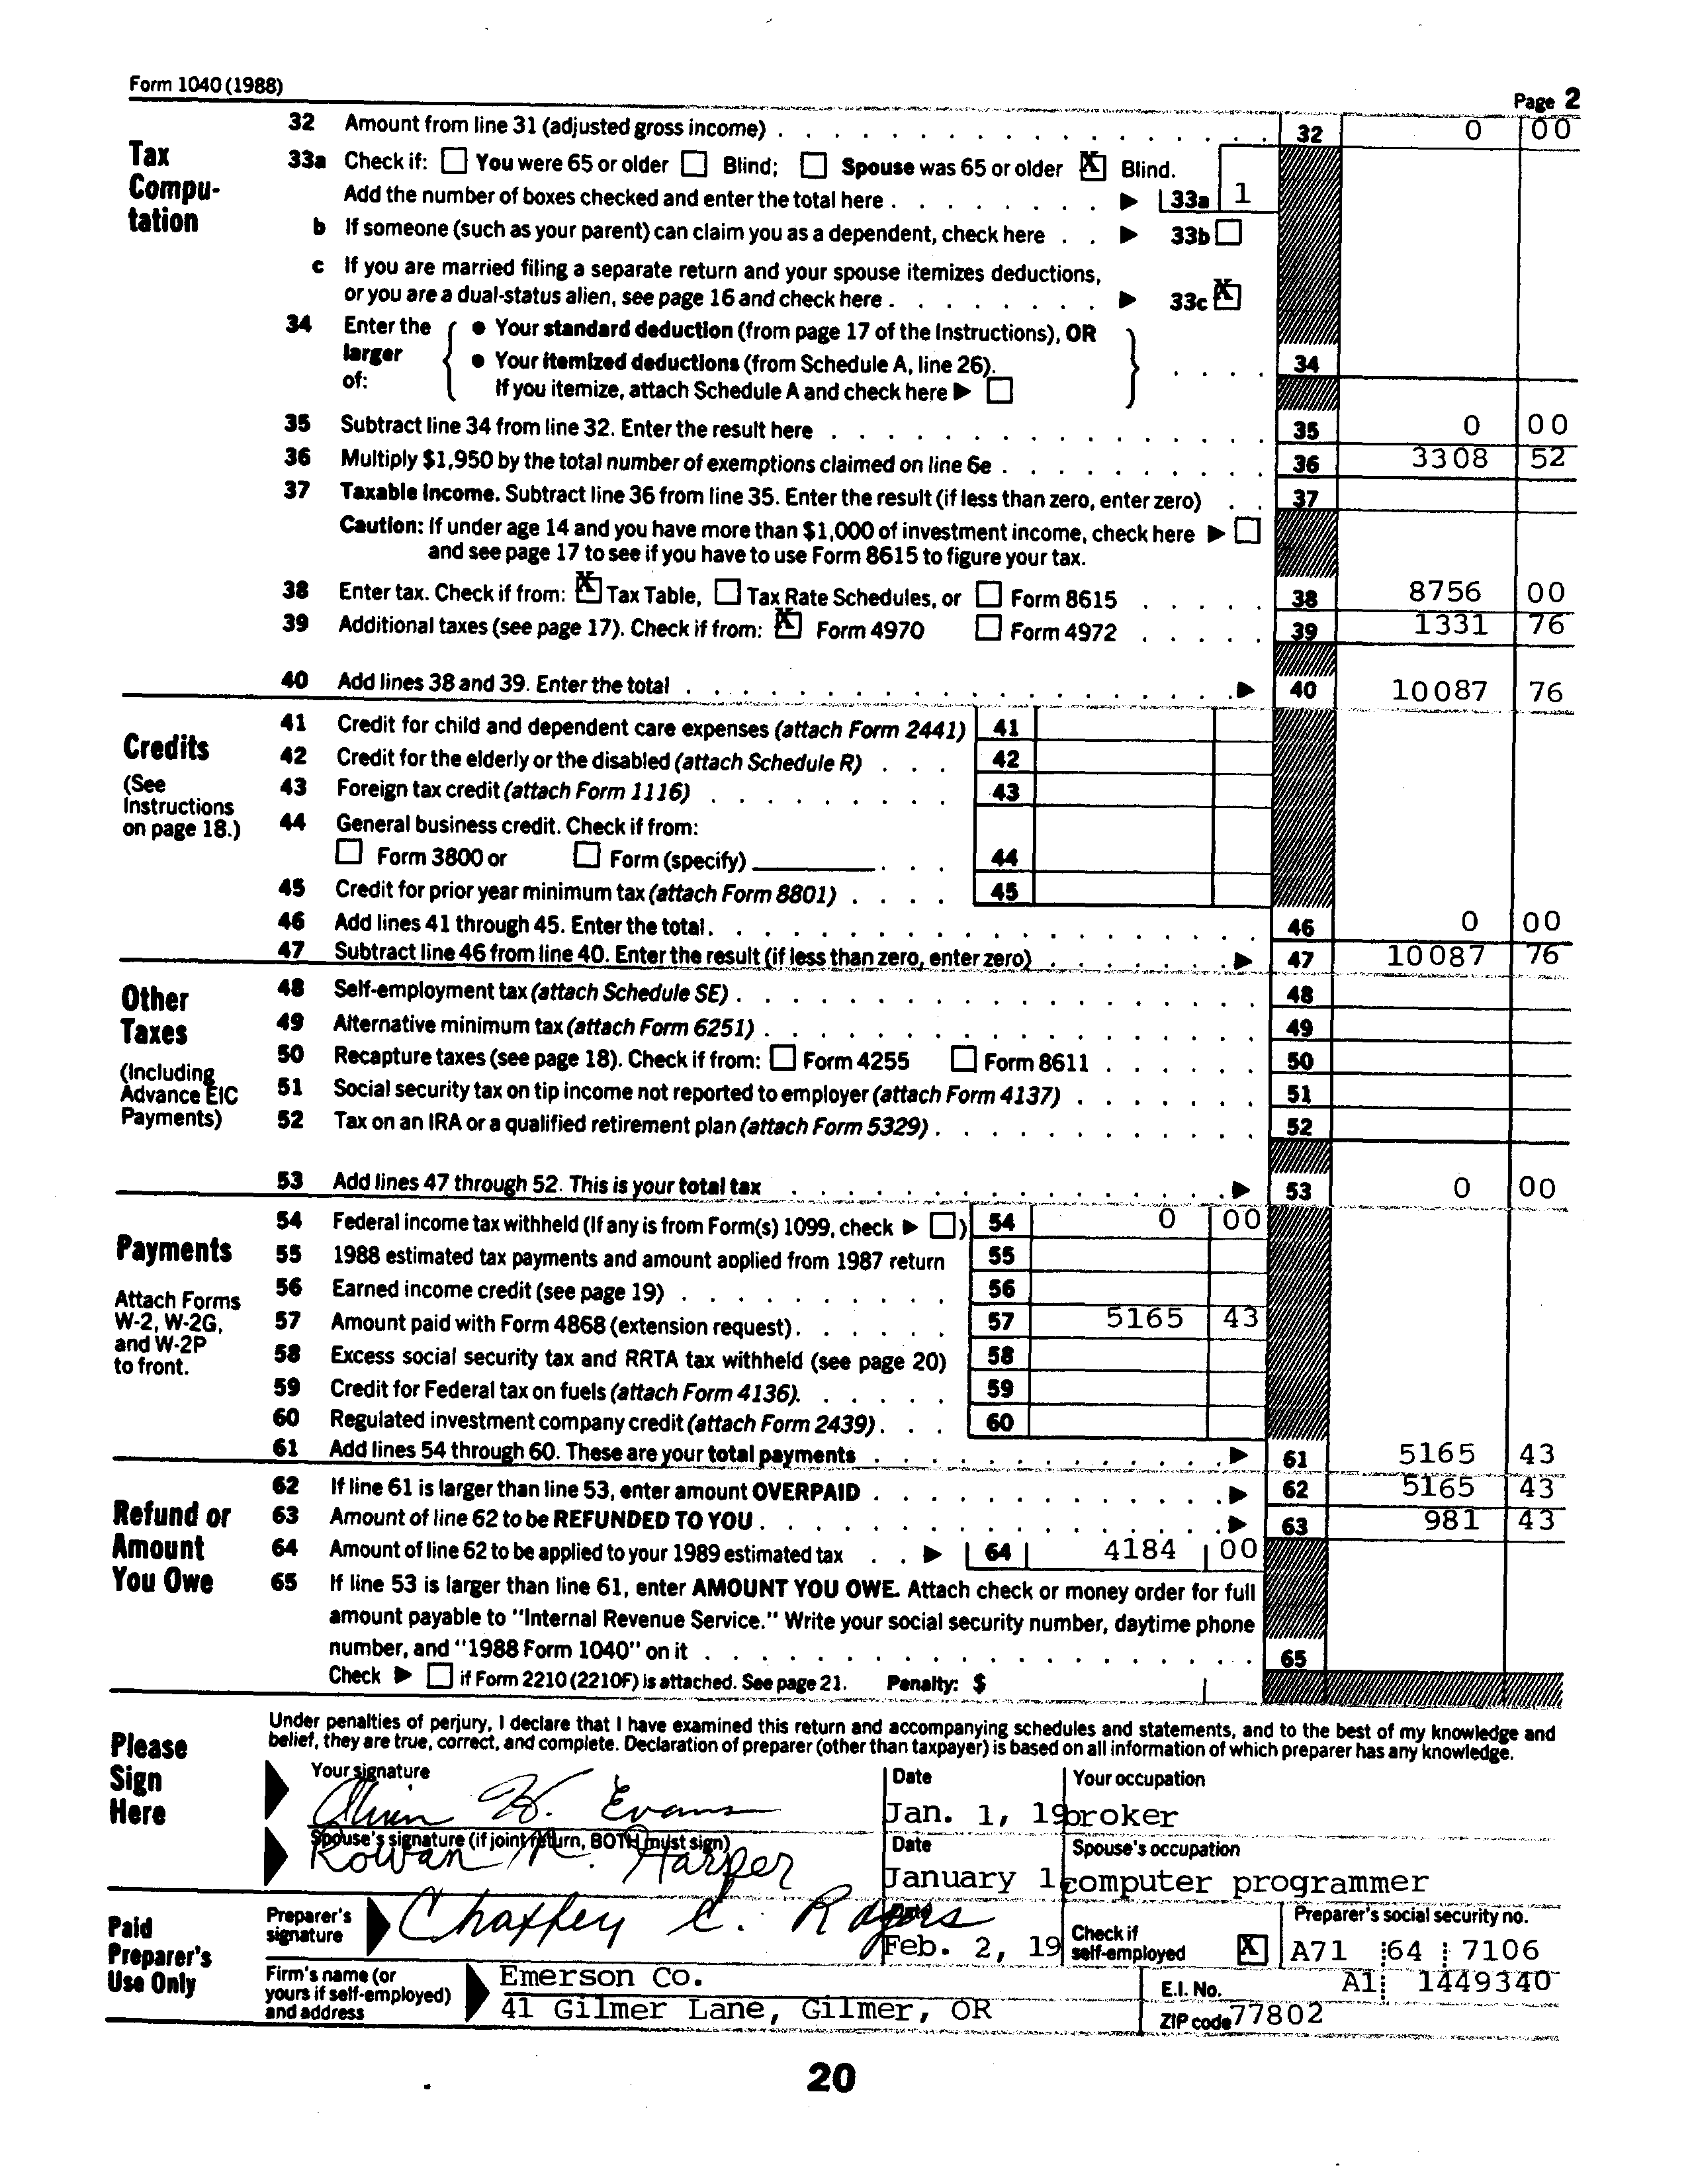 Form 1040 (1988)
Page 2
Tax Computation
32 Amount from line 31 (adjusted gross income) 32 0 00
33a Check if: You were 65 or older Blind; Spouse was 65 or older X Blind.
Add the number of boxes checked and enter the total here 33a 1
b If someone (such as your parent) can claim you as a dependent, check here 33b
c If you are married filing a separate return and your spouse itemizes deductions,
or you are a dual-status alien, see page 16 and check here 33c X
34 Enter the larger of: { • Your standard deduction (from page 17 of the Instructions), OR
• Your itemized deductions (from Schedule A, line 26).
If you itemize, attach Schedule A and check here } 34
35 Subtract line 34 from line 32. Enter the result here 35 0 00
36 Multiply $1,950 by the total number of exemptions claimed on line 6e 36 3308 52
37 Taxable income. Subtract line 36 from line 35. Enter the result (if less than zero, enter zero) 37
Caution: If under age 14 and you have more than $1,000 of investment income, check here
and see page 17 to see if you have to use Form 8615 to figure your tax.
38 Enter tax. Check if from: X Tax Table, Tax Rate Schedules, or Form 8615 38 8756 00
39 Additional taxes (see page 17). Check if from: X Form 4970 Form 4972 39 1331 76
40 Add lines 38 and 39. Enter the total 40 10087 76
Credits
(See Instructions on page 18.)
41 Credit for child and dependent care expenses (attach Form 2441) 41
42 Credit for the elderly or the disabled (attach Schedule R) 42
43 Foreign tax credit (attach Form 1116) 43
44 General business credit. Check if from:
Form 3800 or Form (specify) 44
45 Credit for prior year minimum tax (attach Form 8801) 45
46 Add lines 41 through 45. Enter the total. 46 0 00
47 Subtract line 46 from line 40. Enter the result (if less than zero, enter zero) 47 10087 76
Other Taxes
(Including Advance EIC Payments)
48 Self-employment tax (attach Schedule SE) 48
49 Alternative minimum tax (attach Form 6251) 49
50 Recapture taxes (see page 18). Check if from: Form 4255 Form 8611 50
51 Social security tax on tip income not reported to employer (attach Form 4137) 51
52 Tax on an IRA or a qualified retirement plan (attach Form 5329) 52
53 Add lines 47 through 52. This is your total tax 53 0 00
Payments
Attach Forms W-2, W-2G, and W-2P to front.
54 Federal income tax withheld (If any is from Form(s) 1099, check ) 54 0 00
55 1988 estimated tax payments and amount applied from 1987 return 55
56 Earned income credit (see page 19) 56
57 Amount paid with Form 4868 (extension request) 57 5165 43
58 Excess social security tax and RRTA tax withheld (see page 20) 58
59 Credit for Federal tax on fuels (attach Form 4136). 59
60 Regulated investment company credit (attach Form 2439) 60
61 Add lines 54 through 60. These are your total payments 61 5165 43
Refund or Amount You Owe
62 If line 61 is larger than line 53, enter amount OVERPAID 62 5165 43
63 Amount of line 62 to be REFUNDED TO YOU 63 981 43
64 Amount of line 62 to be applied to your 1989 estimated tax 64 4184 00
65 If line 53 is larger than line 61, enter AMOUNT YOU OWE. Attach check or money order for full
amount payable to "Internal Revenue Service." Write your social security number, daytime phone
number, and "1988 Form 1040" on it 65
Check if Form 2210 (2210F) is attached. See page 21. Penalty: $
Please Sign Here
Under penalties of perjury, I declare that I have examined this return and accompanying schedules and statements, and to the best of my knowledge and
belief, they are true, correct, and complete. Declaration of preparer (other than taxpayer) is based on all information of which preparer has any knowledge.
Your signature Date Your occupation
W. Evans Jan. 1, 19 broker
Spouse's signature (if joint return, BOTH must sign) Date Spouse's occupation
Rowan M. Harper January 1 computer programmer
Paid Preparer's Use Only
Preparer's signature Chaffey C. Rogers Date Feb. 2, 19 Check if self-employed X Preparer's social security no. A71 64 7106
Firm's name (or yours if self-employed) and address Emerson Co. E.I. No. A1 1449340
41 Gilmer Lane, Gilmer, OR ZIP code 77802
20